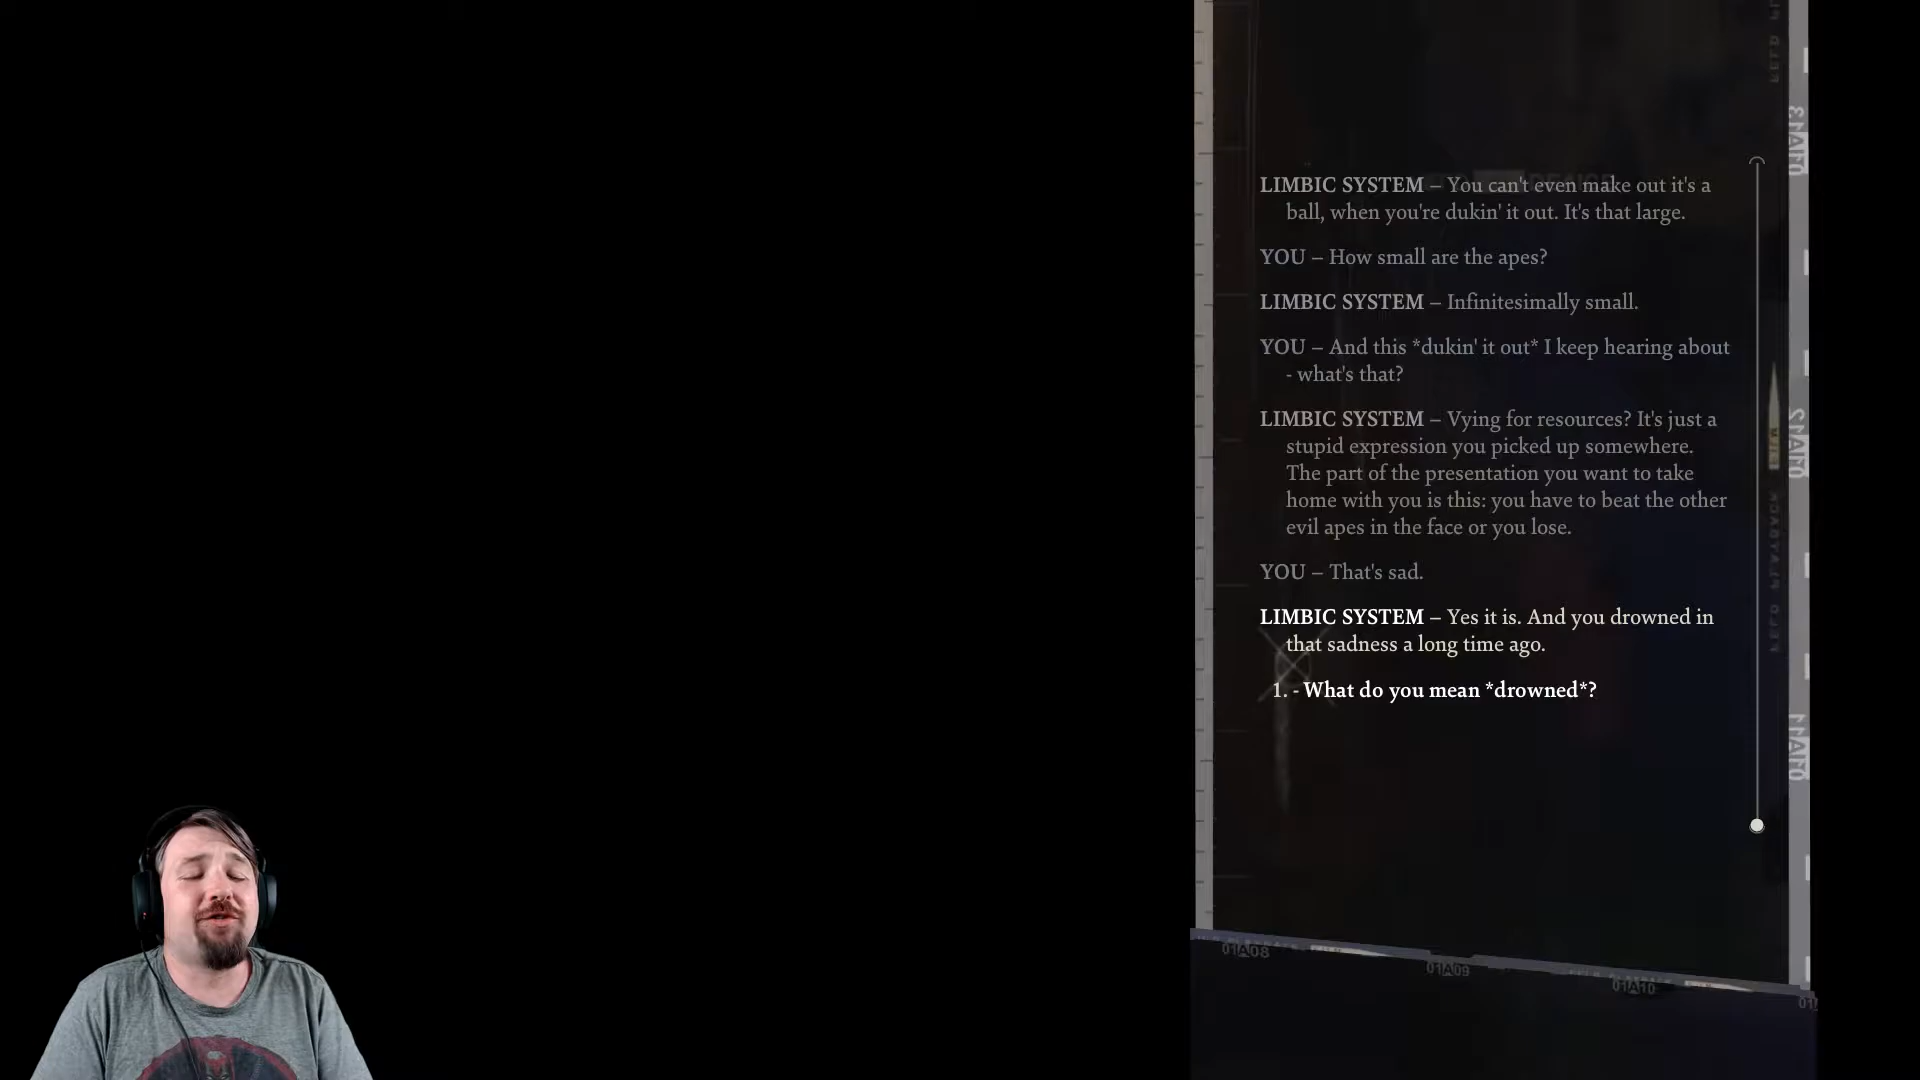 LIMBIC SYSTEM – You can't even make out it's a
ball, when you're dukin' it out. It's that large.
YOU – How small are the apes?
LIMBIC SYSTEM – Infinitesimally small.
YOU – And this *dukin' it out* I keep hearing about
- what's that?
LIMBIC SYSTEM – Vying for resources? It's just a
stupid expression you picked up somewhere.
The part of the presentation you want to take
home with you is this: you have to beat the other
evil apes in the face or you lose.
YOU – That's sad.
LIMBIC SYSTEM – Yes it is. And you drowned in
that sadness a long time ago.
1. - What do you mean *drowned*?
01A08
01A09
01A10